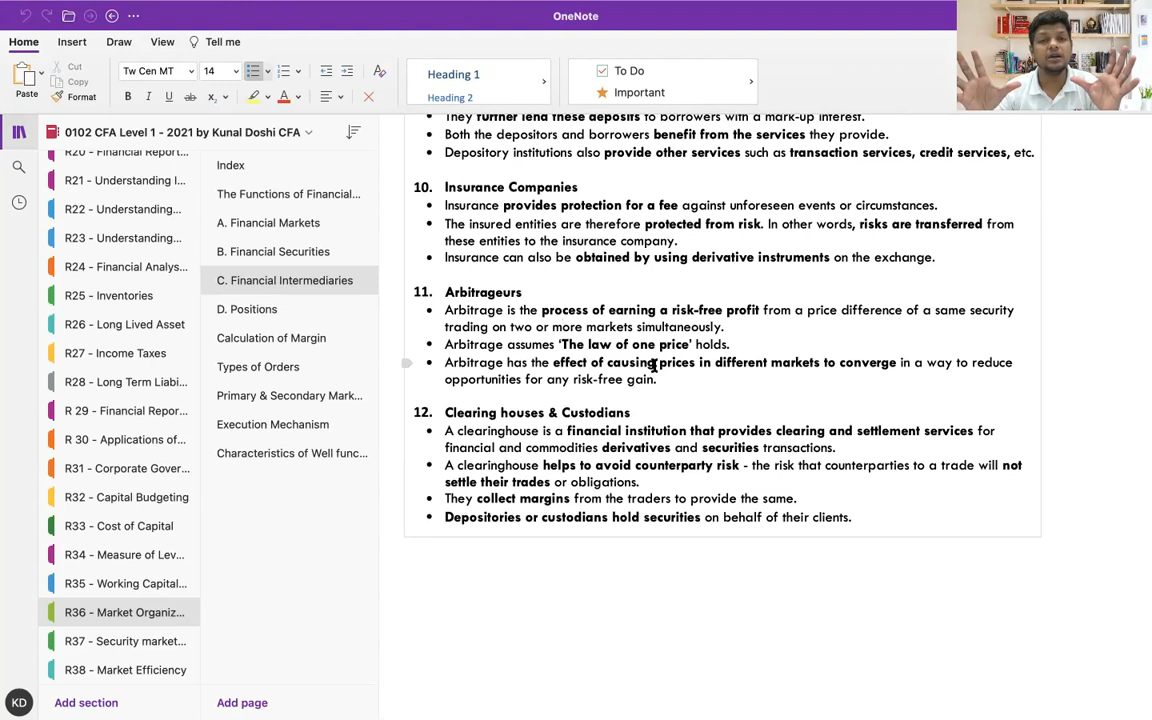 OneNote
Home Insert Draw View Tell me
Paste
Cut
Copy
Format
Tw Cen MT 14
B I U ab x₂ A
Heading 1
Heading 2
To Do
Important
0102 CFA Level 1 - 2021 by Kunal Doshi CFA
R20 - Financial Report...
R21 - Understanding I...
R22 - Understanding...
R23 - Understanding...
R24 - Financial Analys...
R25 - Inventories
R26 - Long Lived Asset
R27 - Income Taxes
R28 - Long Term Liabi...
R 29 - Financial Repor...
R 30 - Applications of...
R31 - Corporate Gover...
R32 - Capital Budgeting
R33 - Cost of Capital
R34 - Measure of Lev...
R35 - Working Capital...
R36 - Market Organiz...
R37 - Security market...
R38 - Market Efficiency
KD
Add section
Index
The Functions of Financial...
A. Financial Markets
B. Financial Securities
C. Financial Intermediaries
D. Positions
Calculation of Margin
Types of Orders
Primary & Secondary Mark...
Execution Mechanism
Characteristics of Well func...
Add page
They further lend these deposits to borrowers with a mark-up interest.
• Both the depositors and borrowers benefit from the services they provide.
• Depository institutions also provide other services such as transaction services, credit services, etc.
10. Insurance Companies
• Insurance provides protection for a fee against unforeseen events or circumstances.
• The insured entities are therefore protected from risk. In other words, risks are transferred from
these entities to the insurance company.
• Insurance can also be obtained by using derivative instruments on the exchange.
11. Arbitrageurs
• Arbitrage is the process of earning a risk-free profit from a price difference of a same security
trading on two or more markets simultaneously.
• Arbitrage assumes 'The law of one price' holds.
• Arbitrage has the effect of causing prices in different markets to converge in a way to reduce
opportunities for any risk-free gain.
12. Clearing houses & Custodians
• A clearinghouse is a financial institution that provides clearing and settlement services for
financial and commodities derivatives and securities transactions.
• A clearinghouse helps to avoid counterparty risk - the risk that counterparties to a trade will not
settle their trades or obligations.
• They collect margins from the traders to provide the same.
• Depositories or custodians hold securities on behalf of their clients.